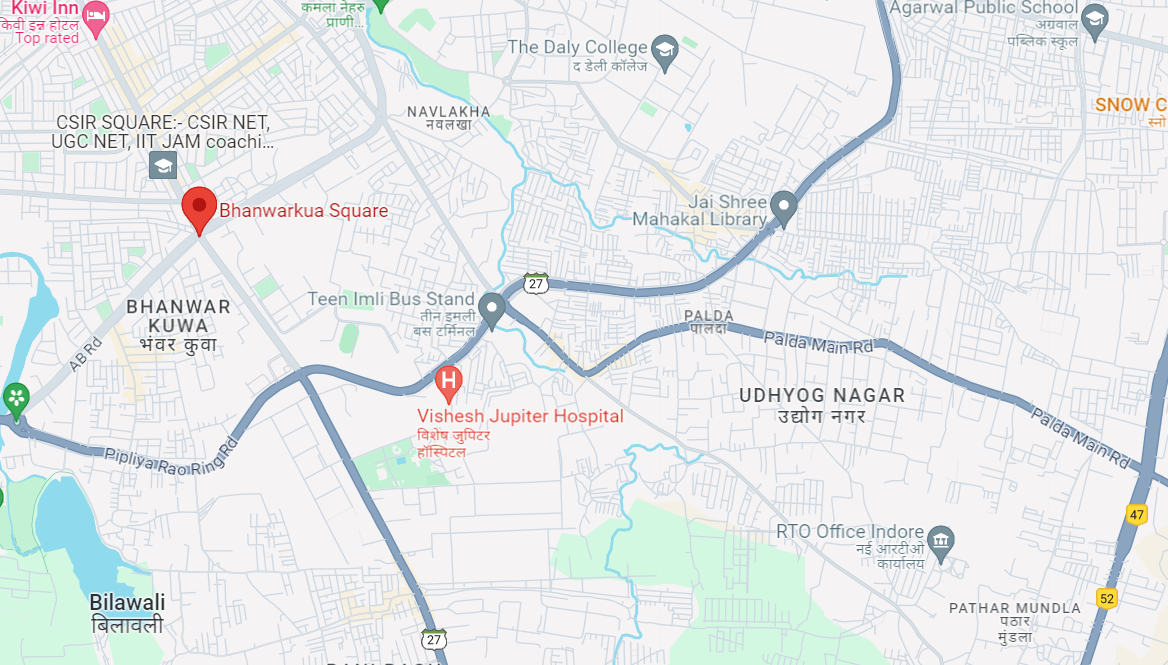 Kiwi Inn
किवी इन्न होटल
Top rated
कमला नेहरु
प्राणी...
Agarwal Public School
अग्रवाल
पब्लिक स्कूल
The Daly College
द डेली कॉलेज
NAVLAKHA
नवलखा
SNOW C
स्नो
CSIR SQUARE:- CSIR NET,
UGC NET, IIT JAM coachi...
Bhanwarkua Square
Jai Shree
Mahakal Library
27
Teen Imli Bus Stand
तीन इमली
बस टर्मिनल
BHANWAR
KUWA
भंवर कुवा
PALDA
पालदा
Palda Main Rd
AB Rd
H
UDHYOG NAGAR
उद्योग नगर
Vishesh Jupiter Hospital
विशेष जुपिटर
हॉस्पिटल
Palda Main Rd
Pipliya Rao Ring Rd
47
RTO Office Indore
नई आरटीओ
कार्यालय
52
Bilawali
बिलावली
PATHAR MUNDLA
पठार
मुंडला
27